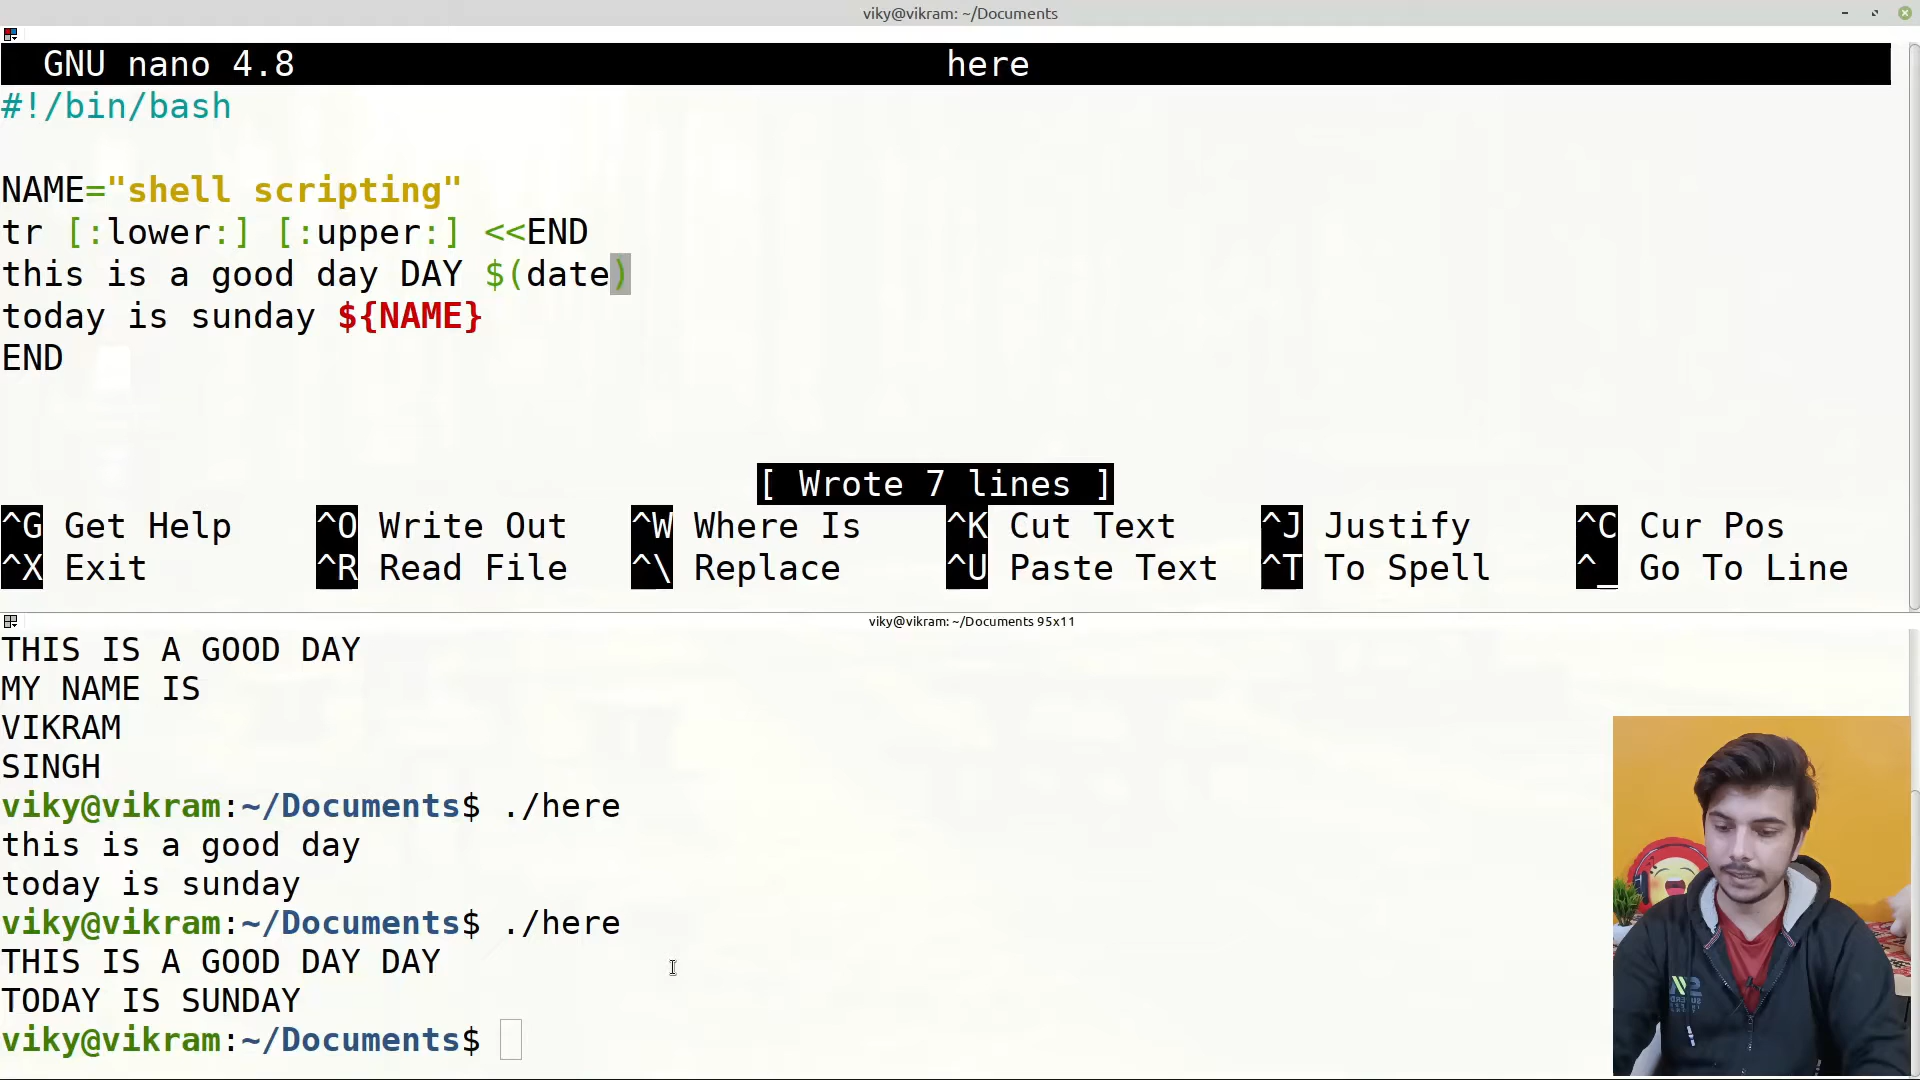 viky@vikram: ~/Documents
GNU nano 4.8 here
#!/bin/bash
NAME="shell scripting"
tr [:lower:] [:upper:] <<END
this is a good day DAY $(date)
today is sunday ${NAME}
END
[ Wrote 7 lines ]
^G Get Help ^O Write Out ^W Where Is ^K Cut Text ^J Justify ^C Cur Pos
^X Exit ^R Read File ^\ Replace ^U Paste Text ^T To Spell ^_ Go To Line
viky@vikram: ~/Documents 95x11
THIS IS A GOOD DAY
MY NAME IS
VIKRAM
SINGH
viky@vikram:~/Documents$ ./here
this is a good day
today is sunday
viky@vikram:~/Documents$ ./here
THIS IS A GOOD DAY DAY
TODAY IS SUNDAY
viky@vikram:~/Documents$